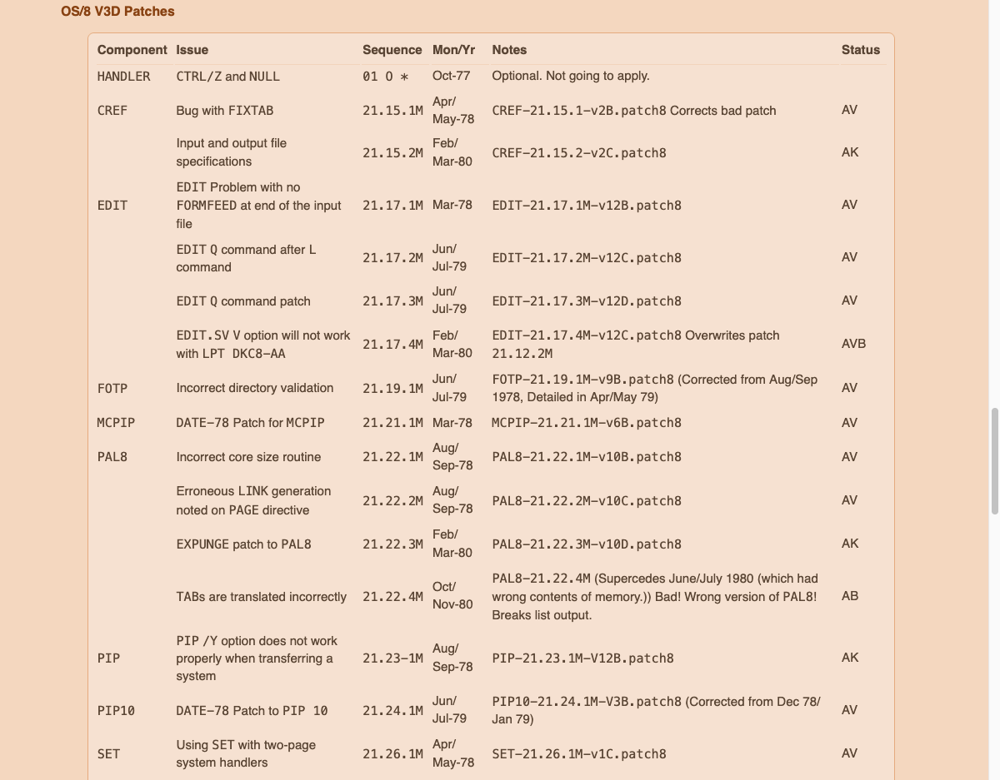 OS/8 V3D Patches
Component Issue Sequence Mon/Yr Notes Status
HANDLER CTRL/Z and NULL 01 O * Oct-77 Optional. Not going to apply.
CREF Bug with FIXTAB 21.15.1M Apr/
May-78 CREF-21.15.1-v2B.patch8 Corrects bad patch AV
Input and output file
specifications 21.15.2M Feb/
Mar-80 CREF-21.15.2-v2C.patch8 AK
EDIT EDIT Problem with no
FORMFEED at end of the input
file 21.17.1M Mar-78 EDIT-21.17.1M-v12B.patch8 AV
EDIT Q command after L
command 21.17.2M Jun/
Jul-79 EDIT-21.17.2M-v12C.patch8 AV
EDIT Q command patch 21.17.3M Jun/
Jul-79 EDIT-21.17.3M-v12D.patch8 AV
EDIT.SV V option will not work
with LPT DKC8-AA 21.17.4M Feb/
Mar-80 EDIT-21.17.4M-v12C.patch8 Overwrites patch
21.12.2M AVB
FOTP Incorrect directory validation 21.19.1M Jun/
Jul-79 FOTP-21.19.1M-v9B.patch8 (Corrected from Aug/Sep
1978, Detailed in Apr/May 79) AV
MCPIP DATE-78 Patch for MCPIP 21.21.1M Mar-78 MCPIP-21.21.1M-v6B.patch8 AV
PAL8 Incorrect core size routine 21.22.1M Aug/
Sep-78 PAL8-21.22.1M-v10B.patch8 AV
Erroneous LINK generation
noted on PAGE directive 21.22.2M Aug/
Sep-78 PAL8-21.22.2M-v10C.patch8 AV
EXPUNGE patch to PAL8 21.22.3M Feb/
Mar-80 PAL8-21.22.3M-v10D.patch8 AK
TABs are translated incorrectly 21.22.4M Oct/
Nov-80 PAL8-21.22.4M (Supercedes June/July 1980 (which had
wrong contents of memory.)) Bad! Wrong version of PAL8!
Breaks list output. AB
PIP PIP /Y option does not work
properly when transferring a
system 21.23-1M Aug/
Sep-78 PIP-21.23.1M-V12B.patch8 AK
PIP10 DATE-78 Patch to PIP 10 21.24.1M Jun/
Jul-79 PIP10-21.24.1M-V3B.patch8 (Corrected from Dec 78/
Jan 79) AV
SET Using SET with two-page
system handlers 21.26.1M Apr/
May-78 SET-21.26.1M-v1C.patch8 AV